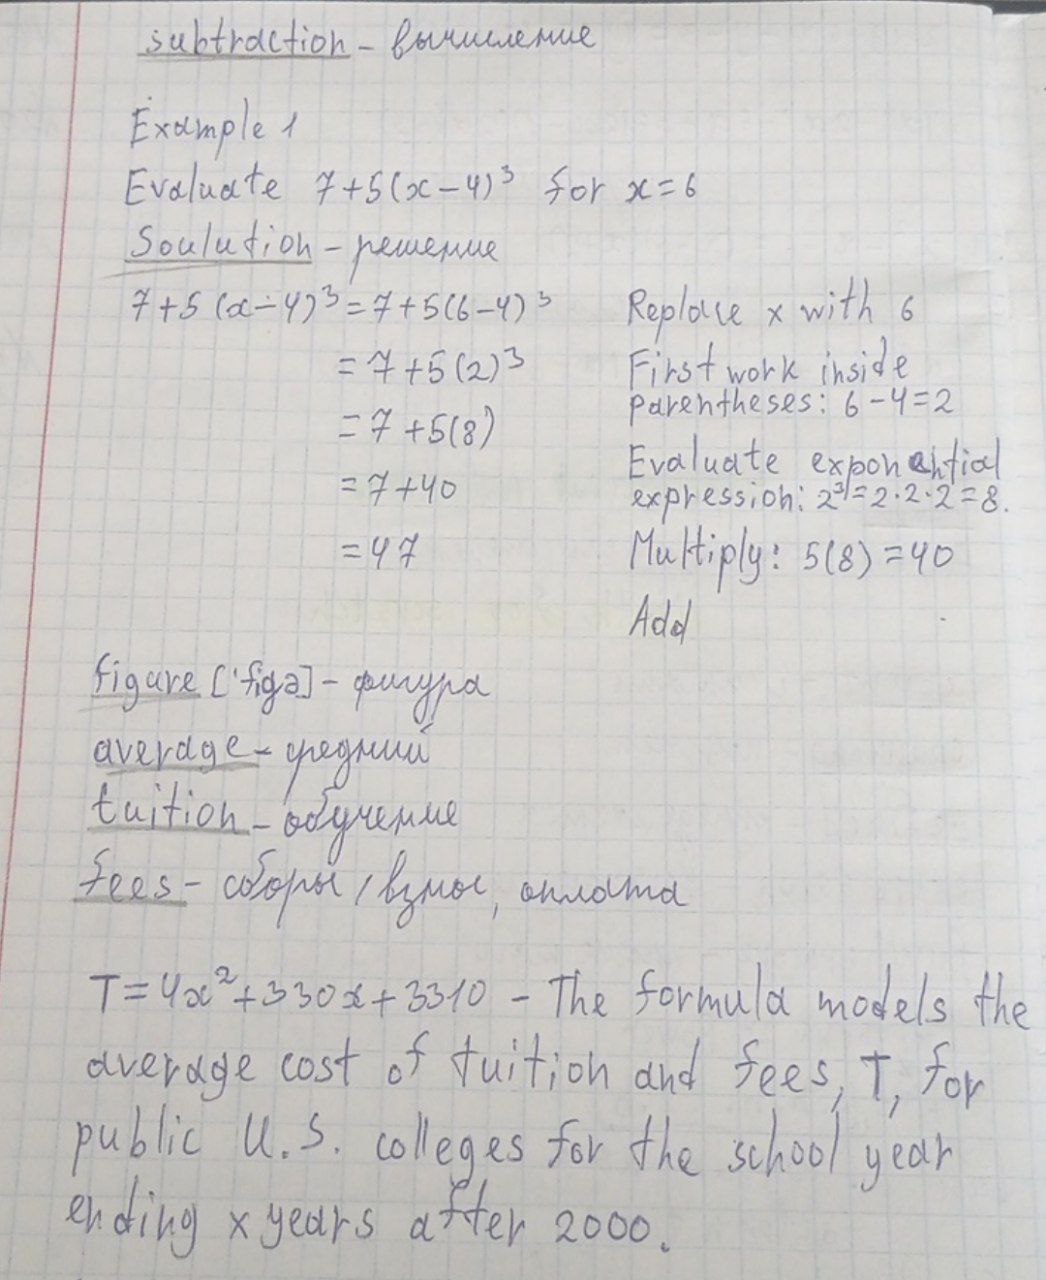 subtraction - вычисление
Example 1
Evaluate 7+5(x-4)³ for x=6
Soulution - решение
7+5(x-4)³=7+5(6-4)³ Replace x with 6
=7+5(2)³ First work inside
parentheses: 6-4=2
=7+5(8)
Evaluate exponential
=7+40 expression: 2³=2·2·2=8.
=47 Multiply: 5(8)=40
Add
figure ['figə] - фигура
average - средний
tuition - обучение
fees - сборы / взнос, оплата
T=4x²+330x+3310 - The formula models the
average cost of tuition and fees, T, for
public U.S. colleges for the school year
ending x years after 2000.